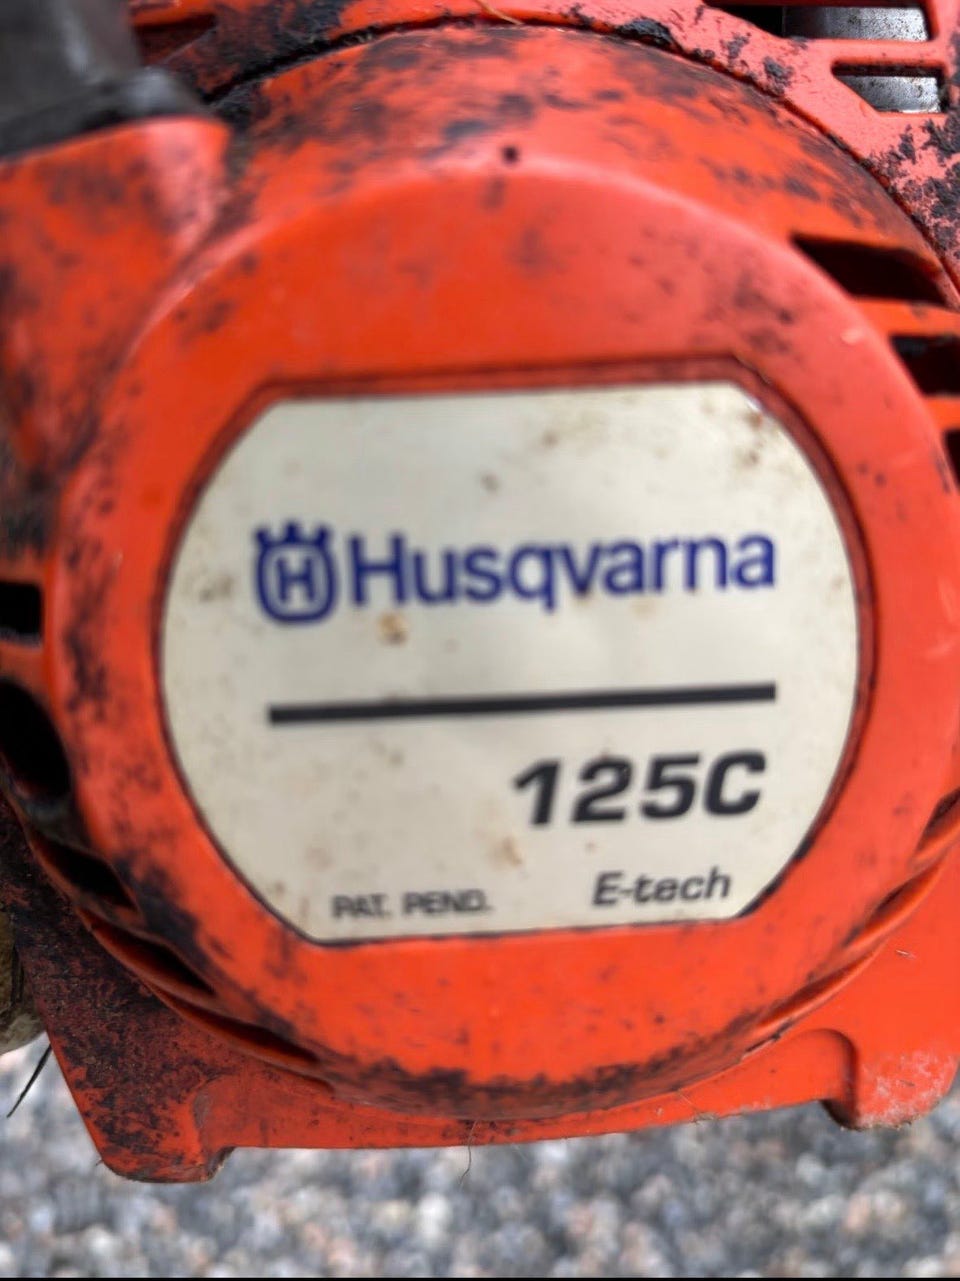 H Husqvarna
125C
PAT. PEND. E-tech